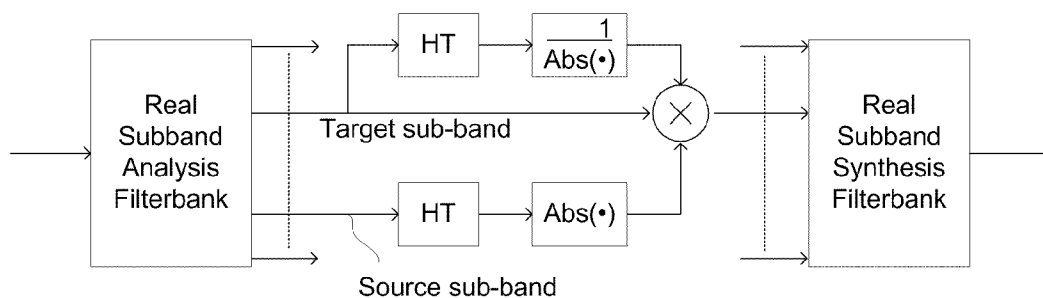 Real
Subband
Analysis
Filterbank
HT
1
Abs(•)
Target sub-band
HT
Abs(•)
Source sub-band
Real
Subband
Synthesis
Filterbank